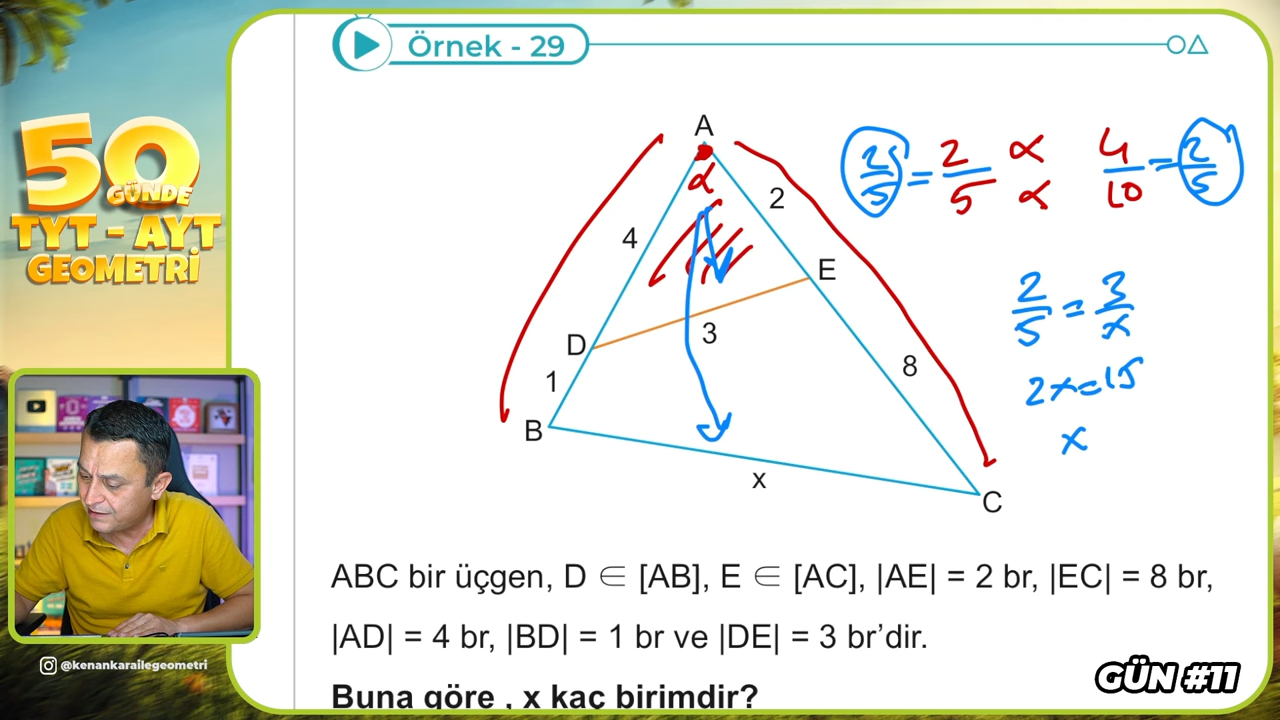 50
GÜNDE
TYT - AYT
GEOMETRİ
Örnek - 29
A
α
2
4
E
D
3
1
8
B
x
C
25/5 = 2/5 α α 4/10 = 2/5
2/5 = 3/x
2x=15
x
ABC bir üçgen, D ∈ [AB], E ∈ [AC], |AE| = 2 br, |EC| = 8 br,
|AD| = 4 br, |BD| = 1 br ve |DE| = 3 br’dir.
Buna göre , x kaç birimdir?
@kenankarailegeometri
GÜN #11